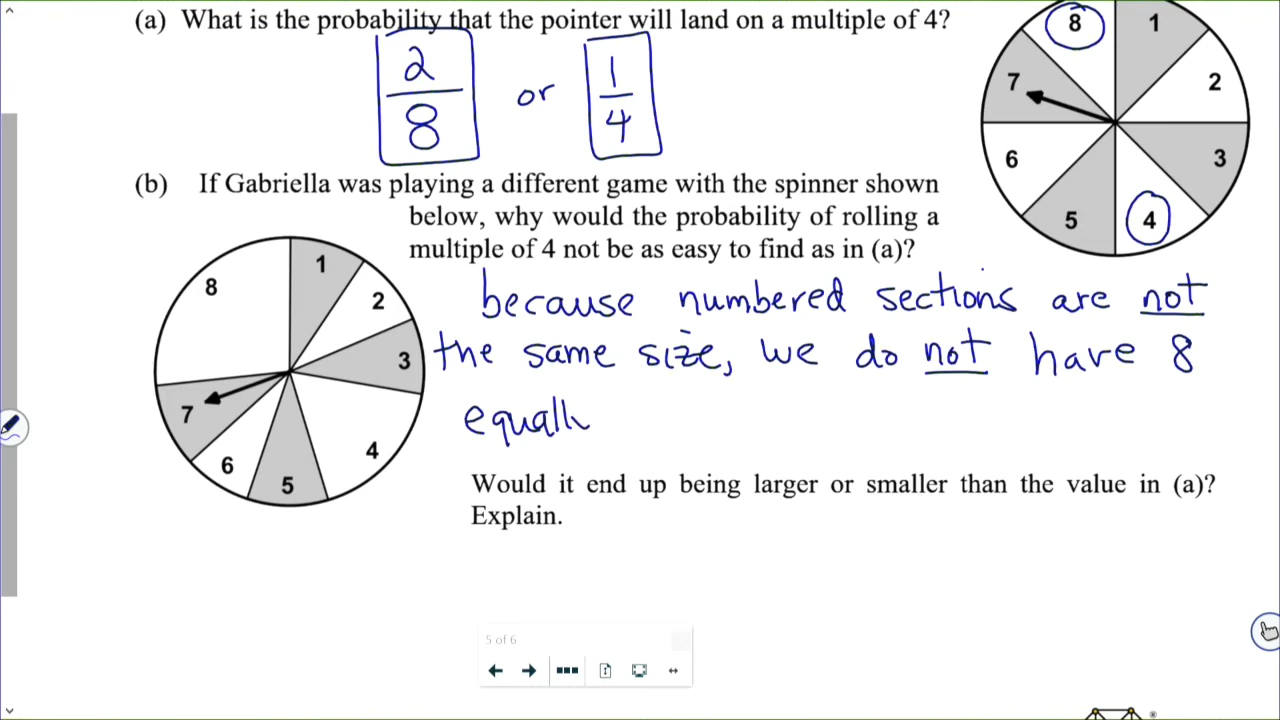 (a) What is the probability that the pointer will land on a multiple of 4?
2
8
or
1
4
8
1
7
2
6
3
5
4
(b) If Gabriella was playing a different game with the spinner shown
below, why would the probability of rolling a
multiple of 4 not be as easy to find as in (a)?
8
1
2
3
7
4
6
5
because numbered sections are not
the same size, we do not have 8
equall
Would it end up being larger or smaller than the value in (a)?
Explain.
5 of 6